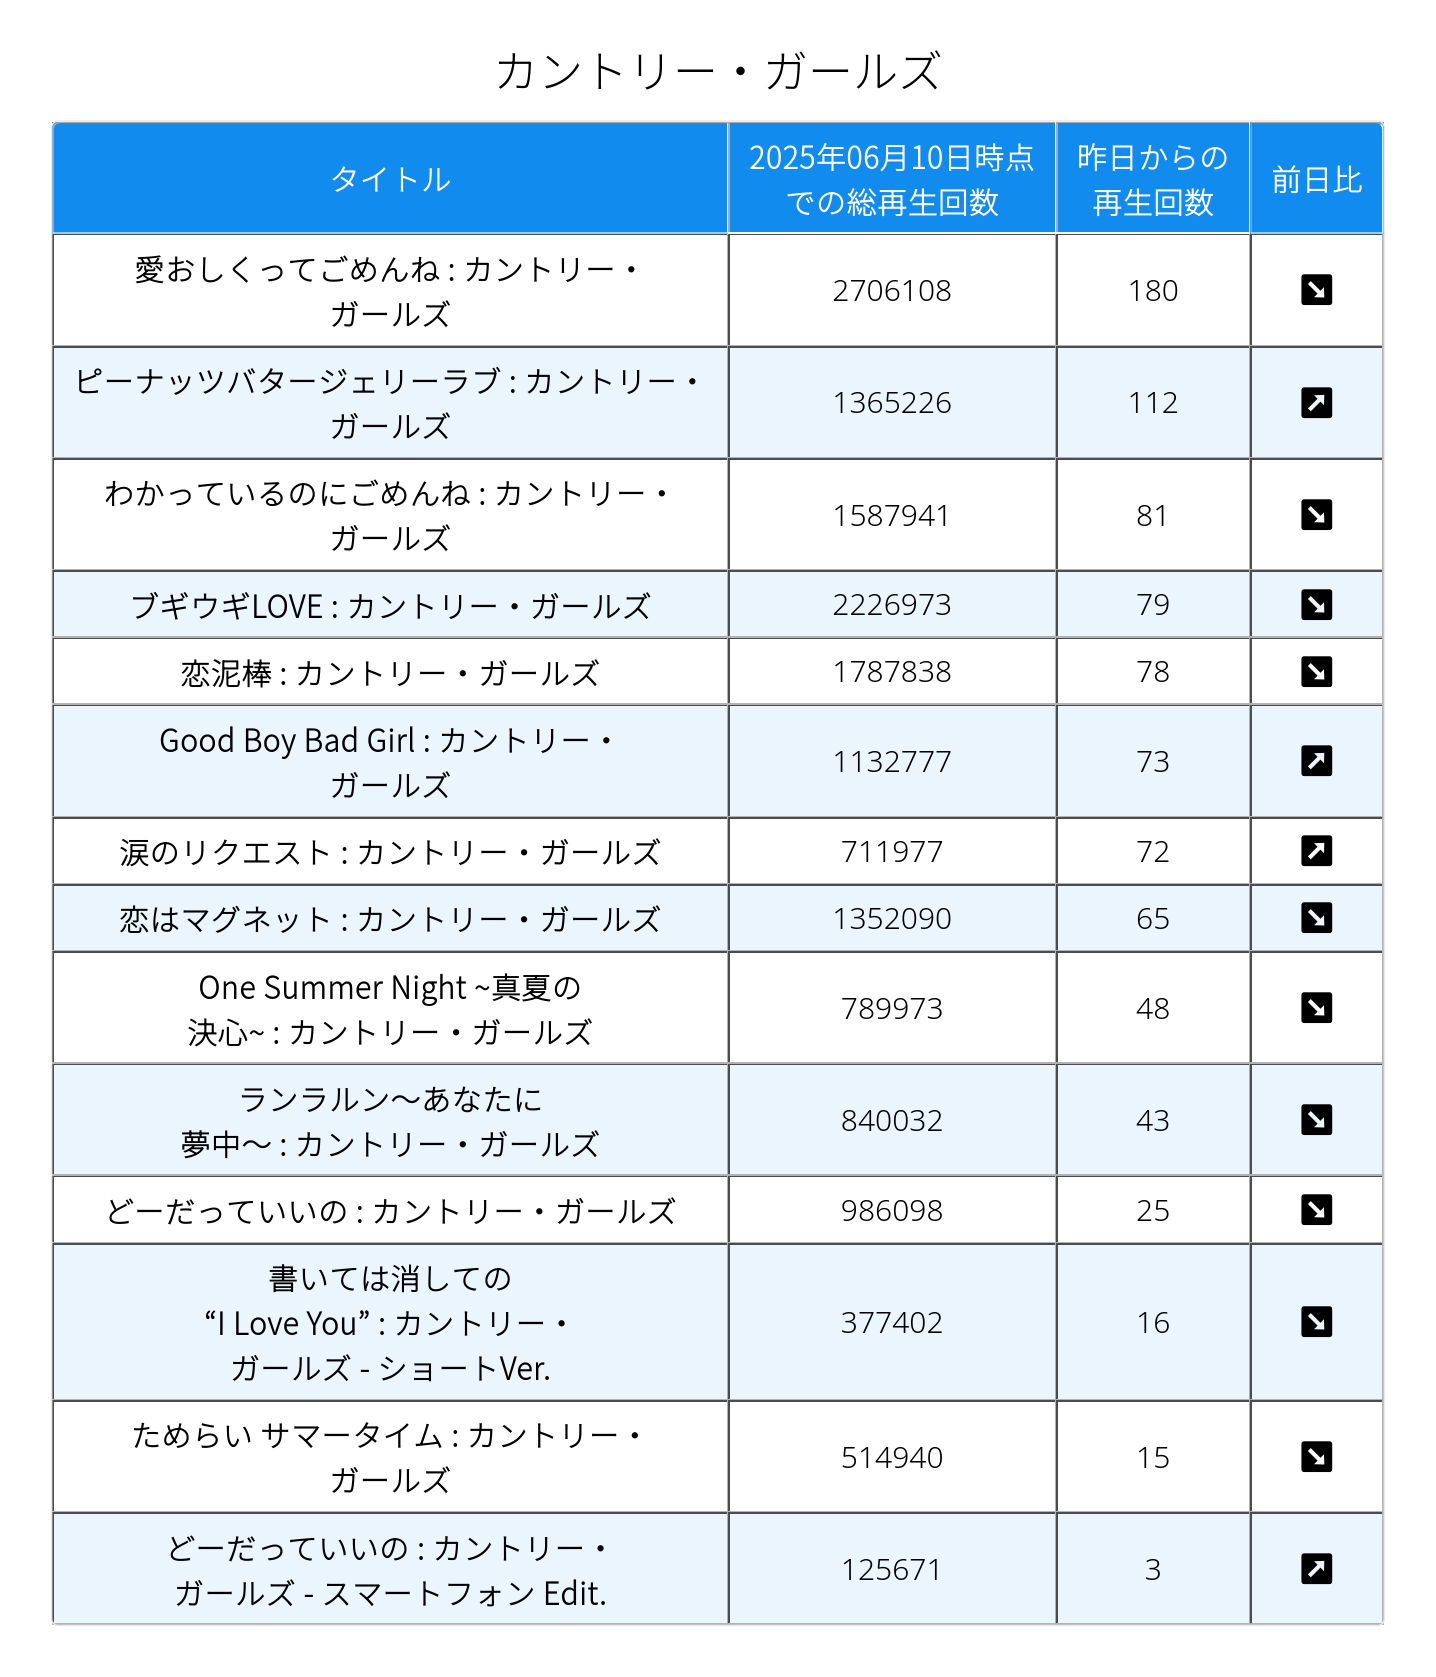 カントリー・ガールズ
タイトル
2025年06月10日時点
での総再生回数
昨日からの
再生回数
前日比
愛おしくってごめんね : カントリー・
ガールズ
2706108
180
ピーナッツバタージェリーラブ : カントリー・
ガールズ
1365226
112
わかっているのにごめんね : カントリー・
ガールズ
1587941
81
ブギウギLOVE : カントリー・ガールズ
2226973
79
恋泥棒 : カントリー・ガールズ
1787838
78
Good Boy Bad Girl : カントリー・
ガールズ
1132777
73
涙のリクエスト : カントリー・ガールズ
711977
72
恋はマグネット : カントリー・ガールズ
1352090
65
One Summer Night ~真夏の
決心~ : カントリー・ガールズ
789973
48
ランラルン〜あなたに
夢中〜 : カントリー・ガールズ
840032
43
どーだっていいの : カントリー・ガールズ
986098
25
書いては消しての
“I Love You” : カントリー・
ガールズ - ショートVer.
377402
16
ためらい サマータイム : カントリー・
ガールズ
514940
15
どーだっていいの : カントリー・
ガールズ - スマートフォン Edit.
125671
3